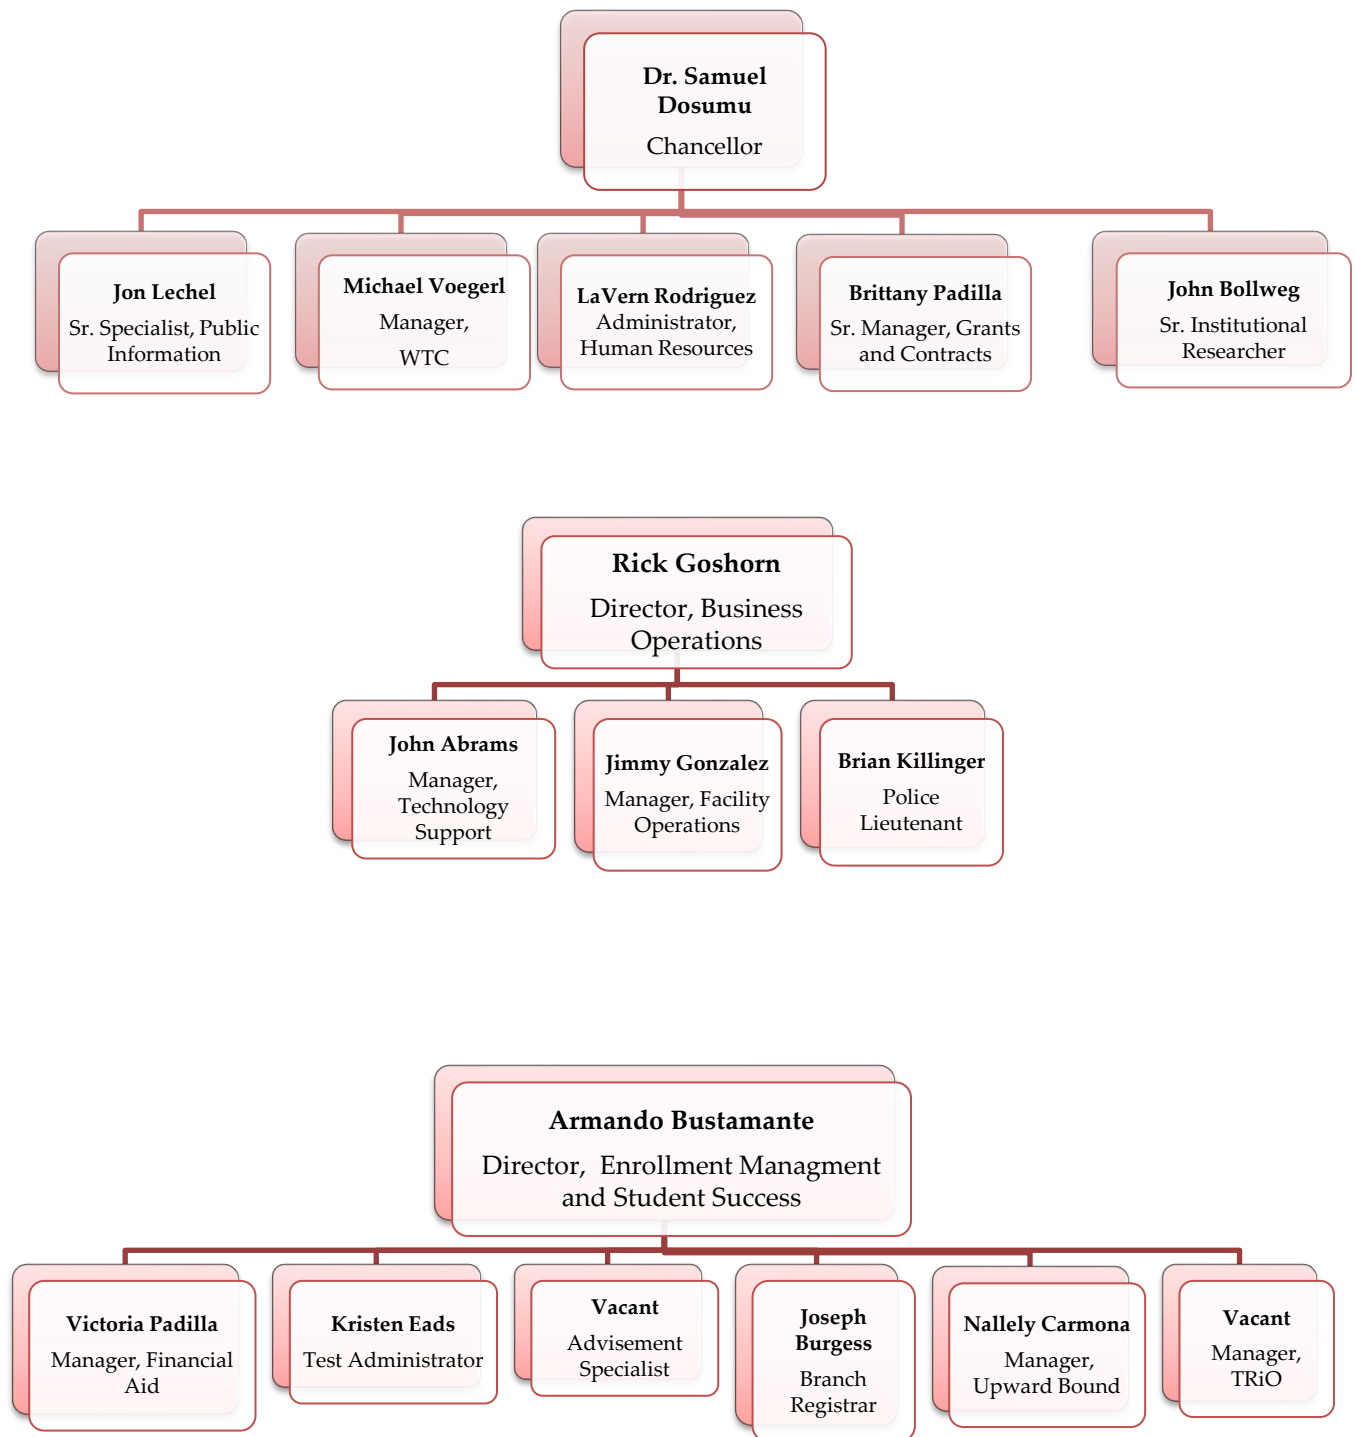 Dr. Samuel
Dosumu
Chancellor
Jon Lechel
Sr. Specialist, Public
Information
Michael Voegerl
Manager,
WTC
LaVern Rodriguez
Administrator,
Human Resources
Brittany Padilla
Sr. Manager, Grants
and Contracts
John Bollweg
Sr. Institutional
Researcher
Rick Goshorn
Director, Business
Operations
John Abrams
Manager,
Technology
Support
Jimmy Gonzalez
Manager, Facility
Operations
Brian Killinger
Police
Lieutenant
Armando Bustamante
Director,  Enrollment Managment
and Student Success
Victoria Padilla
Manager, Financial
Aid
Kristen Eads
Test Administrator
Vacant
Advisement
Specialist
Joseph
Burgess
Branch
Registrar
Nallely Carmona
Manager,
Upward Bound
Vacant
Manager,
TRiO